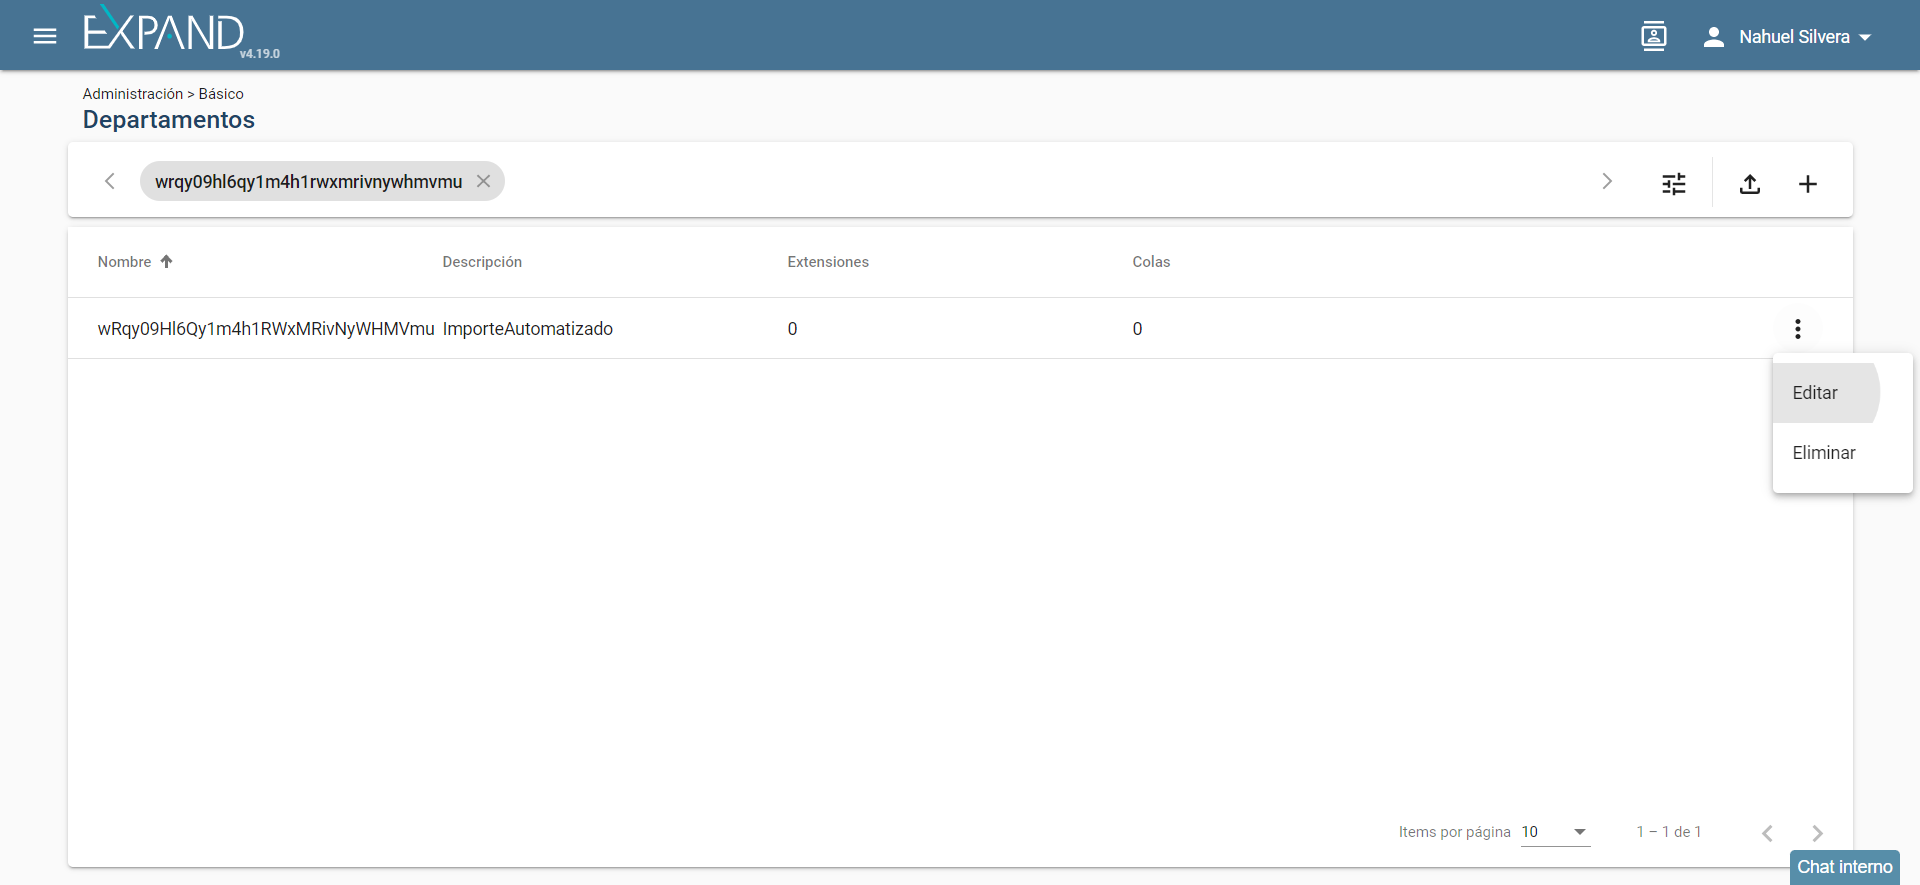 EXPAND
v4.19.0
Nahuel Silvera
Administración > Básico
Departamentos
wrqy09hl6qy1m4h1rwxmrivnywhmvmu
Nombre Descripción Extensiones Colas
wRqy09Hl6Qy1m4h1RWxMRivNyWHMVmu ImporteAutomatizado 0 0
Editar
Eliminar
Items por página 10 1 – 1 de 1
Chat interno